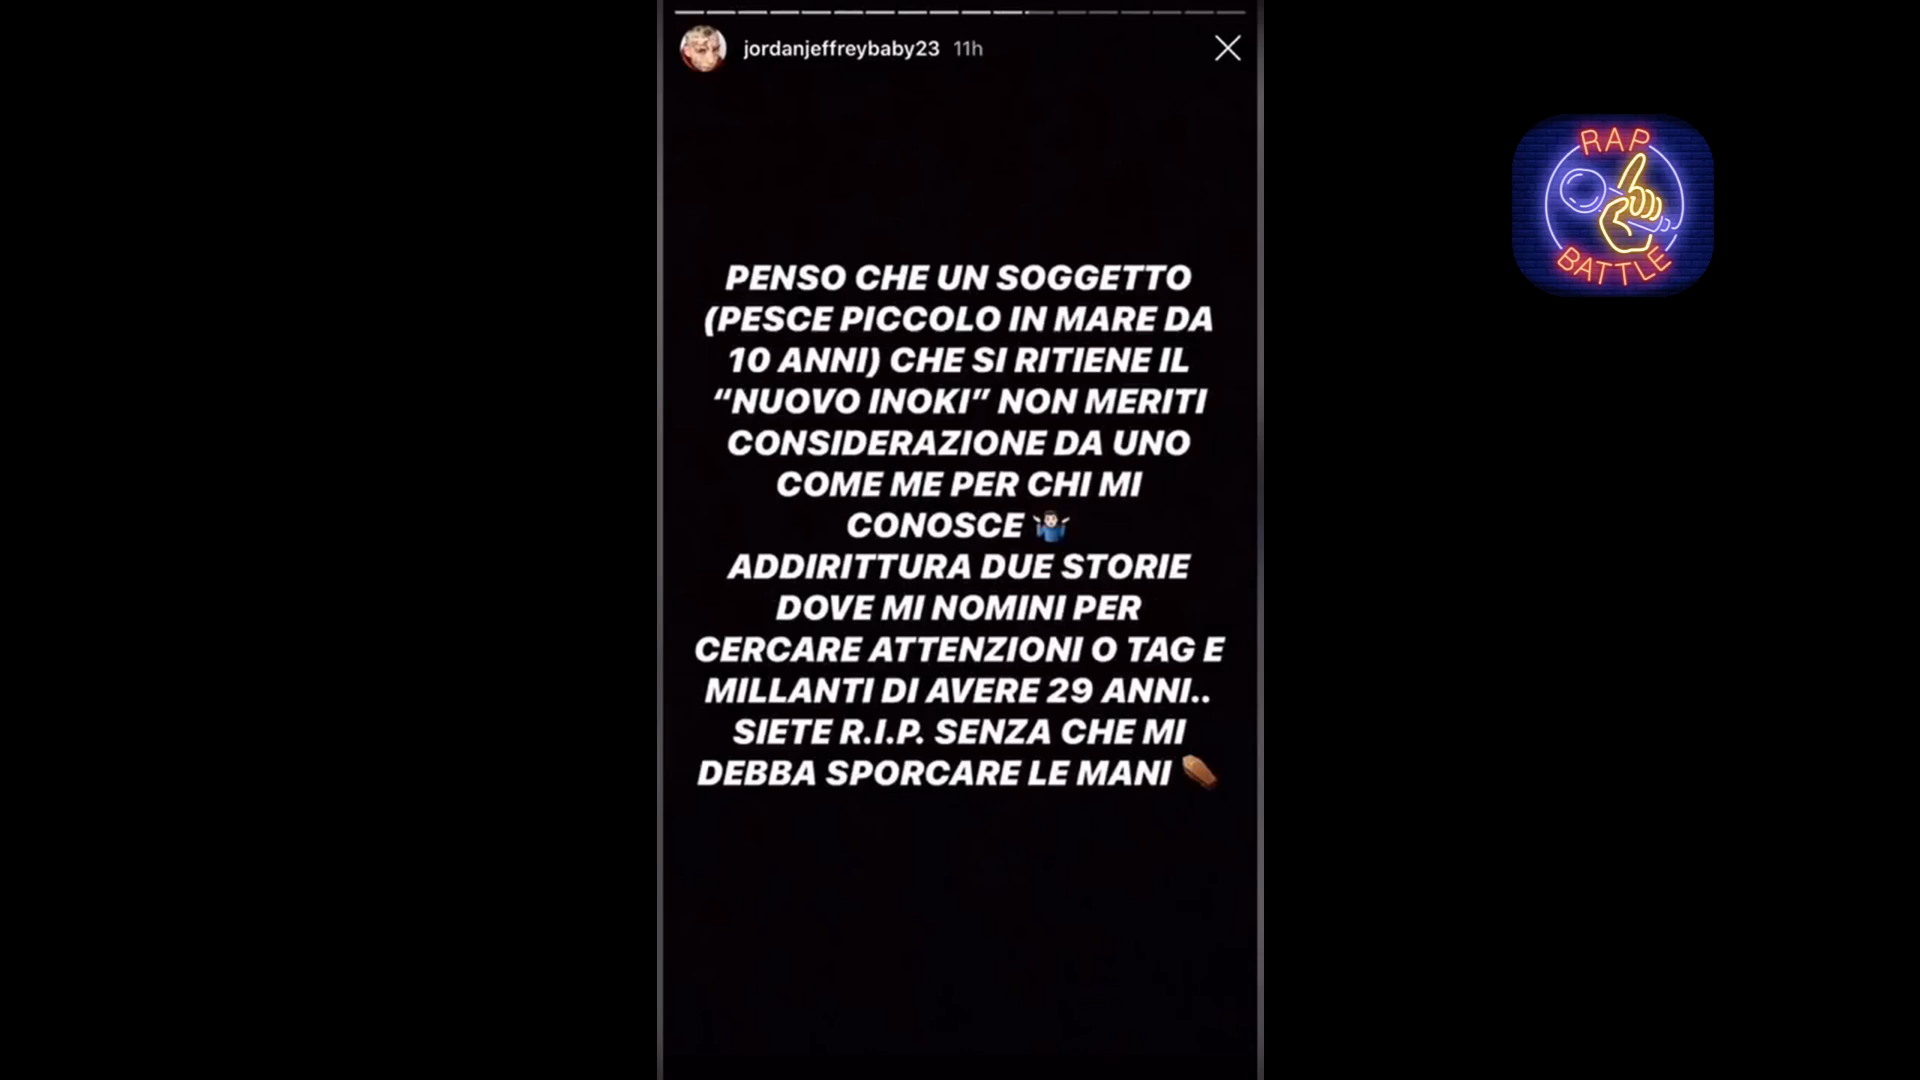 jordanjeffreybaby23 11h
RAP
BATTLE
PENSO CHE UN SOGGETTO
(PESCE PICCOLO IN MARE DA
10 ANNI) CHE SI RITIENE IL
“NUOVO INOKI” NON MERITI
CONSIDERAZIONE DA UNO
COME ME PER CHI MI
CONOSCE 🤷🏻‍♂️
ADDIRITTURA DUE STORIE
DOVE MI NOMINI PER
CERCARE ATTENZIONI O TAG E
MILLANTI DI AVERE 29 ANNI..
SIETE R.I.P. SENZA CHE MI
DEBBA SPORCARE LE MANI ⚰️